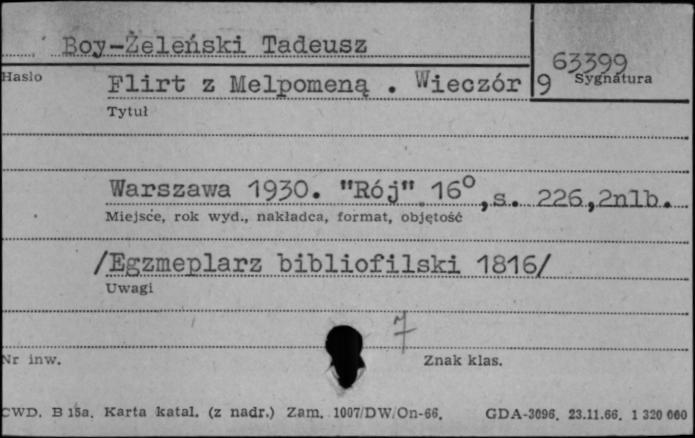 Boy-Żeleński Tadeusz
63399
Hasło
Sygnatura
Flirt z Melpomeną . Wieczór 9
Tytuł
Warszawa 1930. "Rój" 16°, s. 226, 2nlb.
Miejsce, rok wyd., nakładca, format, objętość
/Egzmeplarz bibliofilski 1816/
Uwagi
7
Nr inw.
Znak klas.
CWD. B 15a. Karta katal. (z nadr.) Zam. 1007/DW/On-66. GDA-3096. 23.11.66. 1 320 000